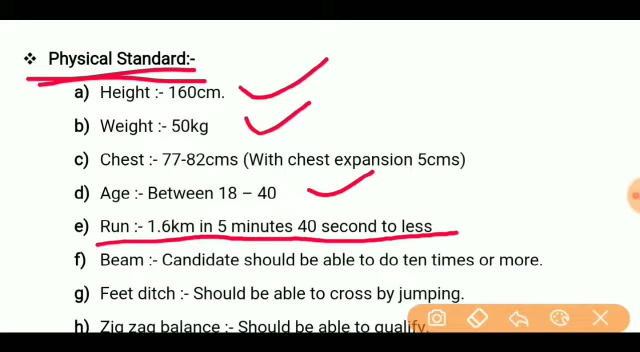 ❖ Physical Standard:-
a) Height :- 160cm.
b) Weight :- 50kg
c) Chest :- 77-82cms (With chest expansion 5cms)
d) Age :- Between 18 – 40
e) Run :- 1.6km in 5 minutes 40 second to less
f) Beam :- Candidate should be able to do ten times or more.
g) Feet ditch :- Should be able to cross by jumping.
h) Zig zag balance :- Should be able to qualify.